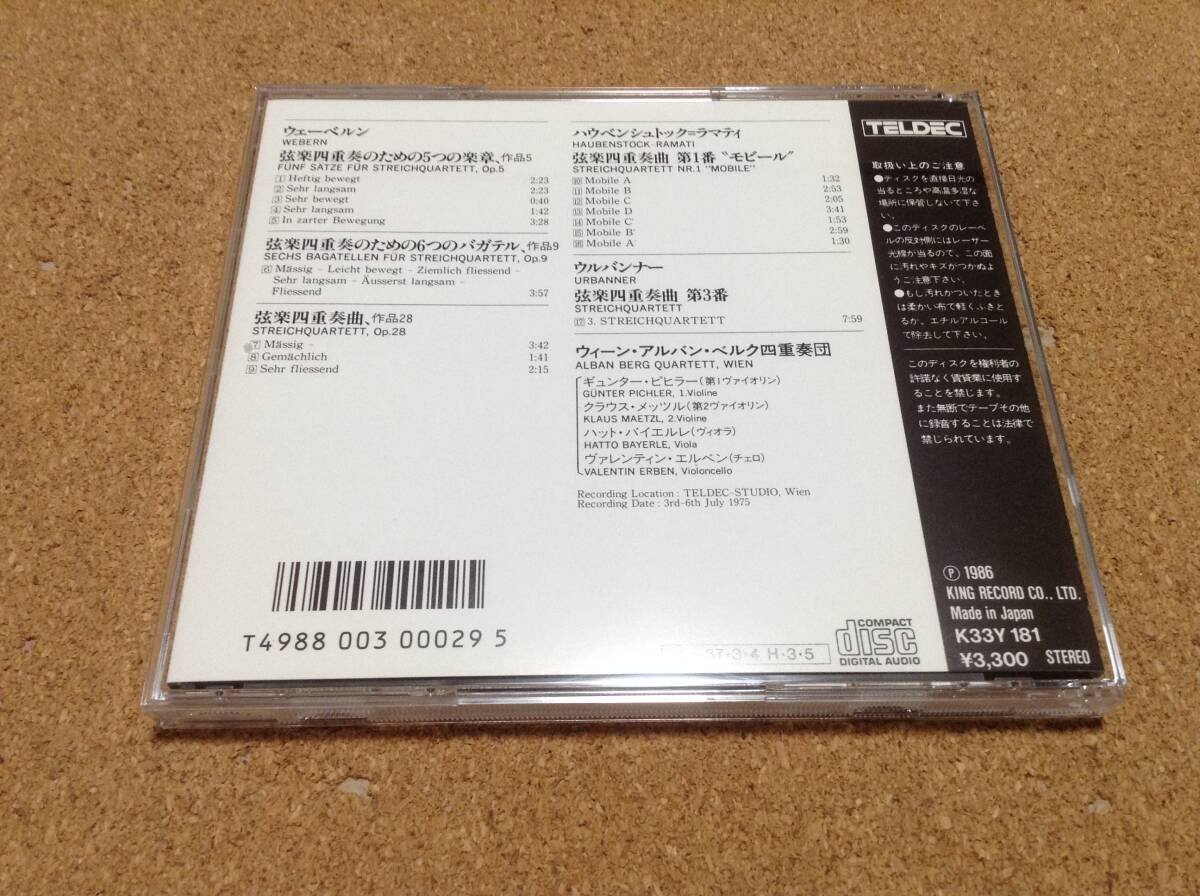 ウェーベルン
WEBERN
弦楽四重奏のための5つの楽章、作品5
FÜNF SÄTZE FÜR STREICHQUARTETT, Op.5
1 Heftig bewegt 2:23
2 Sehr langsam 2:23
3 Sehr bewegt 0:40
4 Sehr langsam 1:42
5 In zarter Bewegung 3:28
弦楽四重奏のための6つのバガテル、作品9
SECHS BAGATELLEN FÜR STREICHQUARTETT, Op.9
6 Mässig – Leicht bewegt – Ziemlich fliessend –
Sehr langsam – Äusserst langsam –
Fliessend 3:57
弦楽四重奏曲、作品28
STREICHQUARTETT, Op.28
7 Mässig – 3:42
8 Gemächlich 1:41
9 Sehr fliessend 2:15
ハウベンシュトック=ラマティ
HAUBENSTOCK-RAMATI
弦楽四重奏曲 第1番 “モビール”
STREICHQUARTETT NR.1 "MOBILE"
10 Mobile A 1:32
11 Mobile B 2:53
12 Mobile C 2:05
13 Mobile D 3:41
14 Mobile C' 1:53
15 Mobile B' 2:59
16 Mobile A' 1:30
ウルバンナー
URBANNER
弦楽四重奏曲 第3番
STREICHQUARTETT
17 3. STREICHQUARTETT 7:59
ウィーン・アルバン・ベルク四重奏団
ALBAN BERG QUARTETT, WIEN
ギュンター・ピヒラー(第1ヴァイオリン)
GÜNTER PICHLER, 1.Violine
クラウス・メッツル(第2ヴァイオリン)
KLAUS MAETZL, 2.Violine
ハット・バイエルレ(ヴィオラ)
HATTO BAYERLE, Viola
ヴァレンティン・エルベン(チェロ)
VALENTIN ERBEN, Violoncello
Recording Location : TELDEC-STUDIO, Wien
Recording Date : 3rd-6th July 1975
T4988 003 00029 5
37・3・4 H・3・5
COMPACT
disc
DIGITAL AUDIO
TELDEC
取扱い上のご注意
●ディスクを直接日光の
当るところや高温多湿な
場所に保管しないで下さ
い。
●このディスクのレーベ
ルの反対側にはレーザー
光線が当るので、この面
に汚れやキズがつかぬよ
うご注意下さい。
●もし汚れがついたとき
は柔かい布で軽くふきと
るか、エチルアルコール
で除去して下さい。
このディスクを権利者の
許諾なく賃貸業に使用す
ることを禁じます。
また無断でテープその他
に録音することは法律で
禁じられています。
Ⓟ 1986
KING RECORD CO., LTD.
Made in Japan
K33Y 181
¥3,300 STEREO